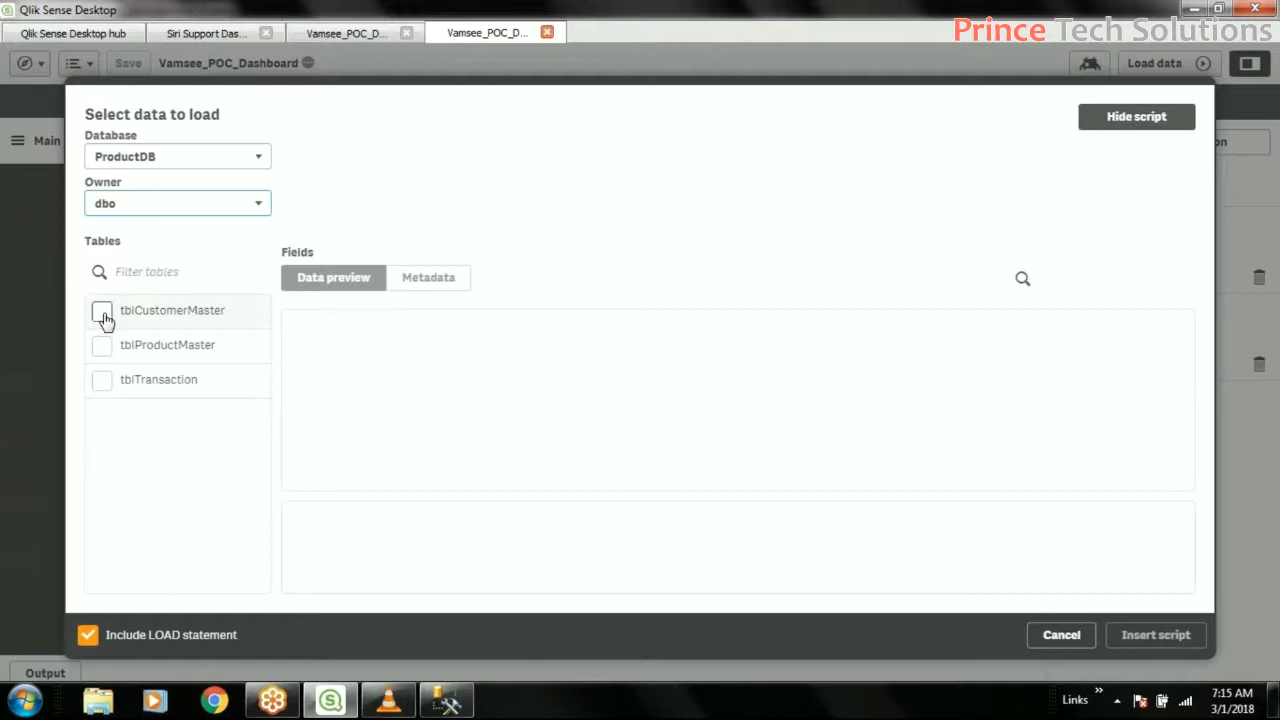 Qlik Sense Desktop
Qlik Sense Desktop hub
Siri Support Das...
Vamsee_POC_D...
Vamsee_POC_D...
Prince Tech Solutions
Save
Vamsee_POC_Dashboard
Load data
Main
on
Select data to load
Hide script
Database
ProductDB
Owner
dbo
Tables
Filter tables
tblCustomerMaster
tblProductMaster
tblTransaction
Fields
Data preview
Metadata
Include LOAD statement
Cancel
Insert script
Output
Links
7:15 AM
3/1/2018